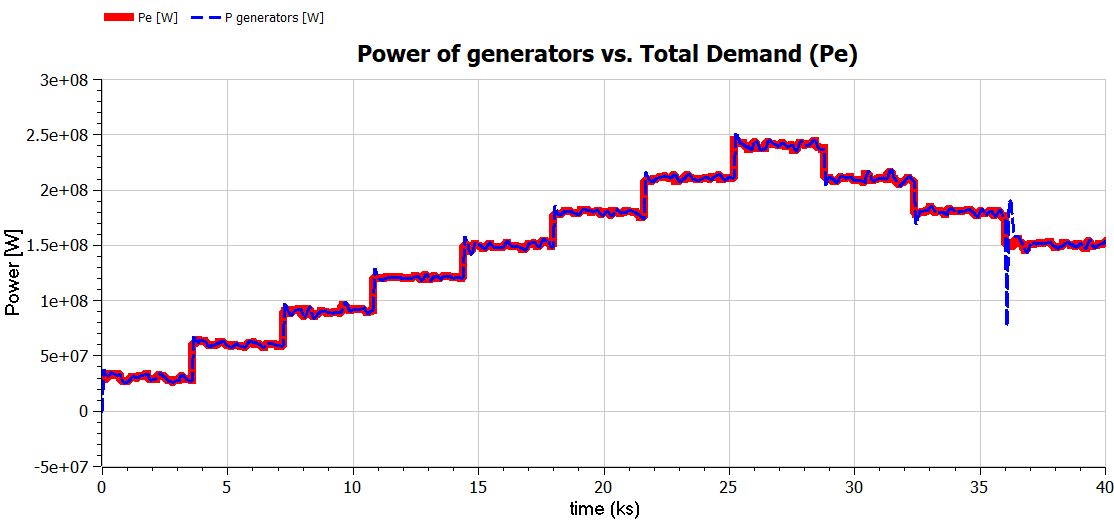 Pe [W] P generators [W]
Power of generators vs. Total Demand (Pe)
3e+08
2.5e+08
2e+08
1.5e+08
1e+08
5e+07
0
-5e+07
Power [W]
0 5 10 15 20 25 30 35 40
time (ks)